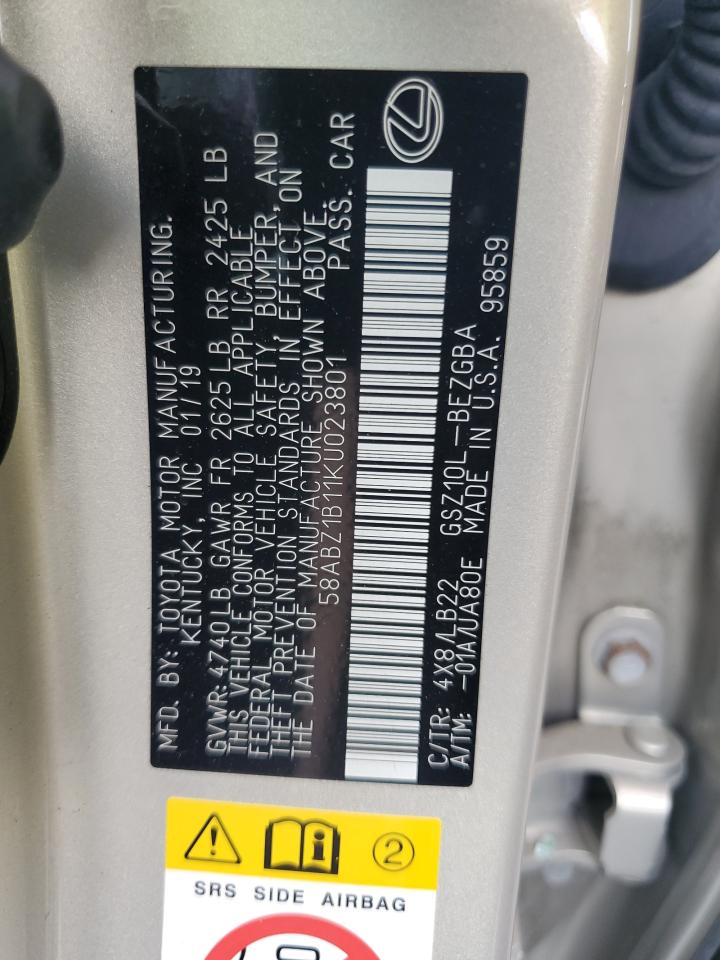 MFD. BY: TOYOTA MOTOR MANUFACTURING.
KENTUCKY, INC 01/19
GVWR: 4740LB GAWR FR 2625 LB RR 2425 LB
THIS VEHICLE CONFORMS TO ALL APPLICABLE
FEDERAL MOTOR VEHICLE SAFETY, BUMPER, AND
THEFT PREVENTION STANDARDS IN EFFECT ON
THE DATE OF MANUFACTURE SHOWN ABOVE.
58ABZ1B11KU023801 PASS. CAR
C/TR: 4X8/LB22 GSZ10L-BEZGBA
A/TM: -01A/UA80E MADE IN U.S.A. 95859
2
SRS SIDE AIRBAG